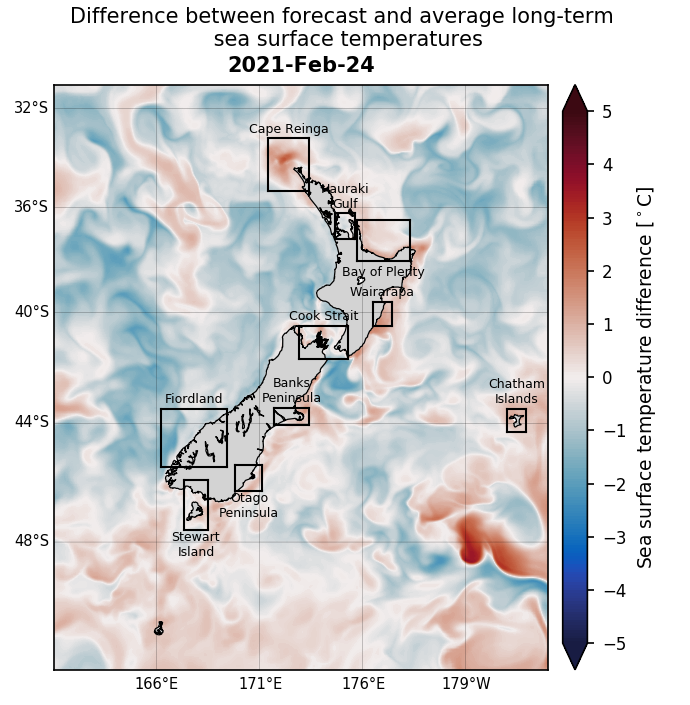 Difference between forecast and average long-term
sea surface temperatures
2021-Feb-24
32°S
36°S
40°S
44°S
48°S
166°E
171°E
176°E
179°W
Cape Reinga
Hauraki
Gulf
Bay of Plenty
Wairarapa
Cook Strait
Banks
Peninsula
Fiordland
Chatham
Islands
Otago
Peninsula
Stewart
Island
5
4
3
2
1
0
−1
−2
−3
−4
−5
Sea surface temperature difference [°C]